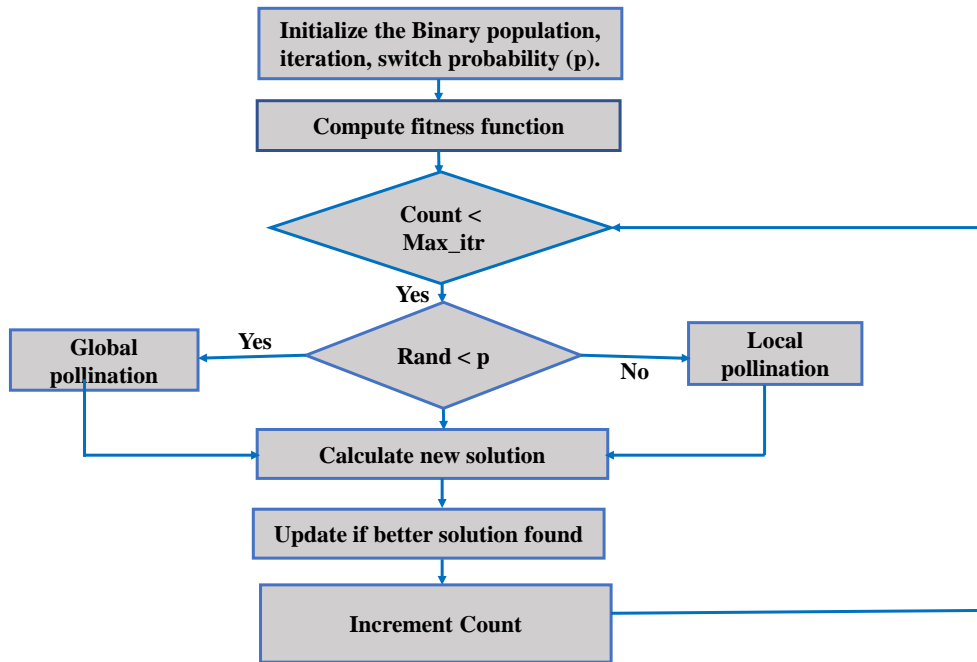 Initialize the Binary population,
iteration, switch probability (p).
Compute fitness function
Count <
Max_itr
Yes
Global
pollination
Yes
Rand < p
No
Local
pollination
Calculate new solution
Update if better solution found
Increment Count